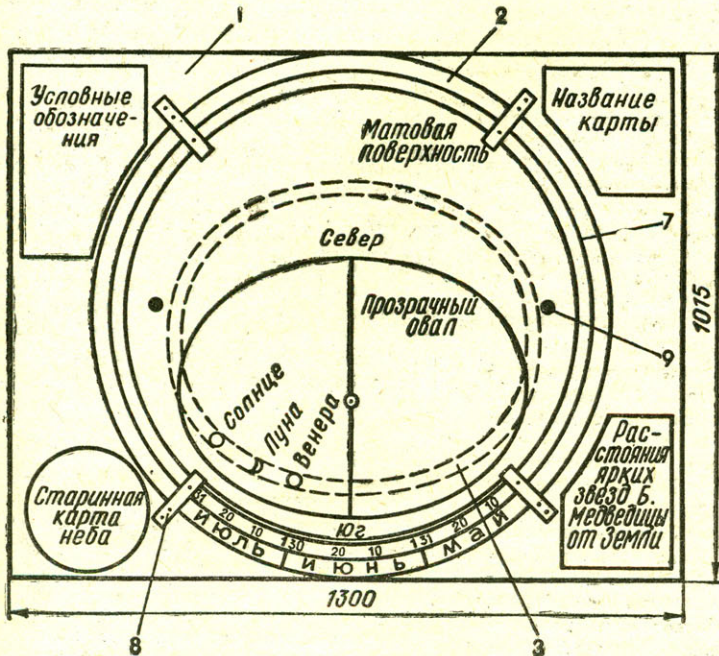 1
2
Условные
обозначе-
ния
Название
карты
Матовая
поверхность
7
Север
Прозрачный
овал
1015
9
Солнце
Луна
Венера
Старинная
карта
неба
Рас-
стояния
ярких
звезд Б.
Медведицы
от Земли
Юг
31 20 10 1 30 20 10 1 31 20 10
Июль Июнь Май
1300
8
3